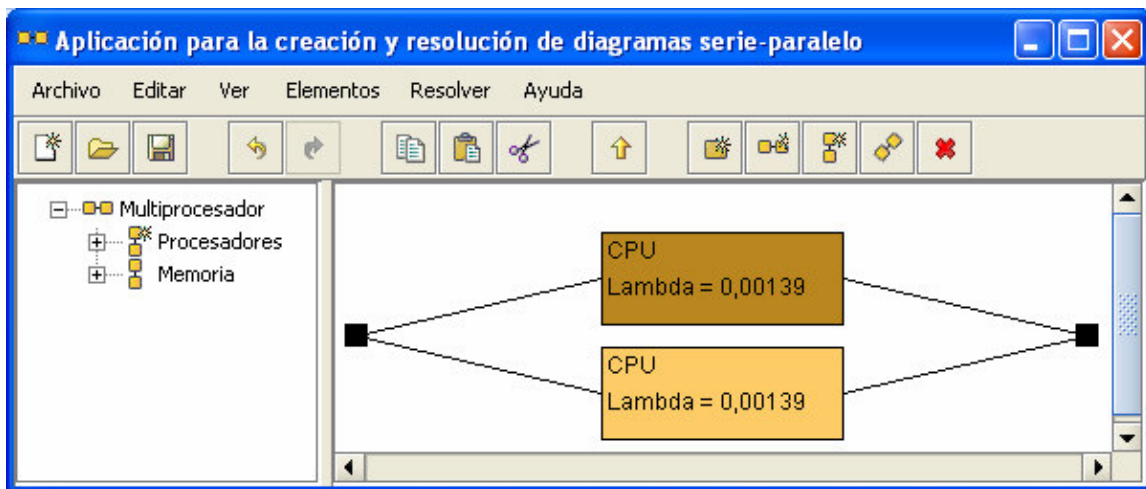 Aplicación para la creación y resolución de diagramas serie-paralelo
Archivo Editar Ver Elementos Resolver Ayuda
Multiprocesador
Procesadores
Memoria
CPU
Lambda = 0,00139
CPU
Lambda = 0,00139